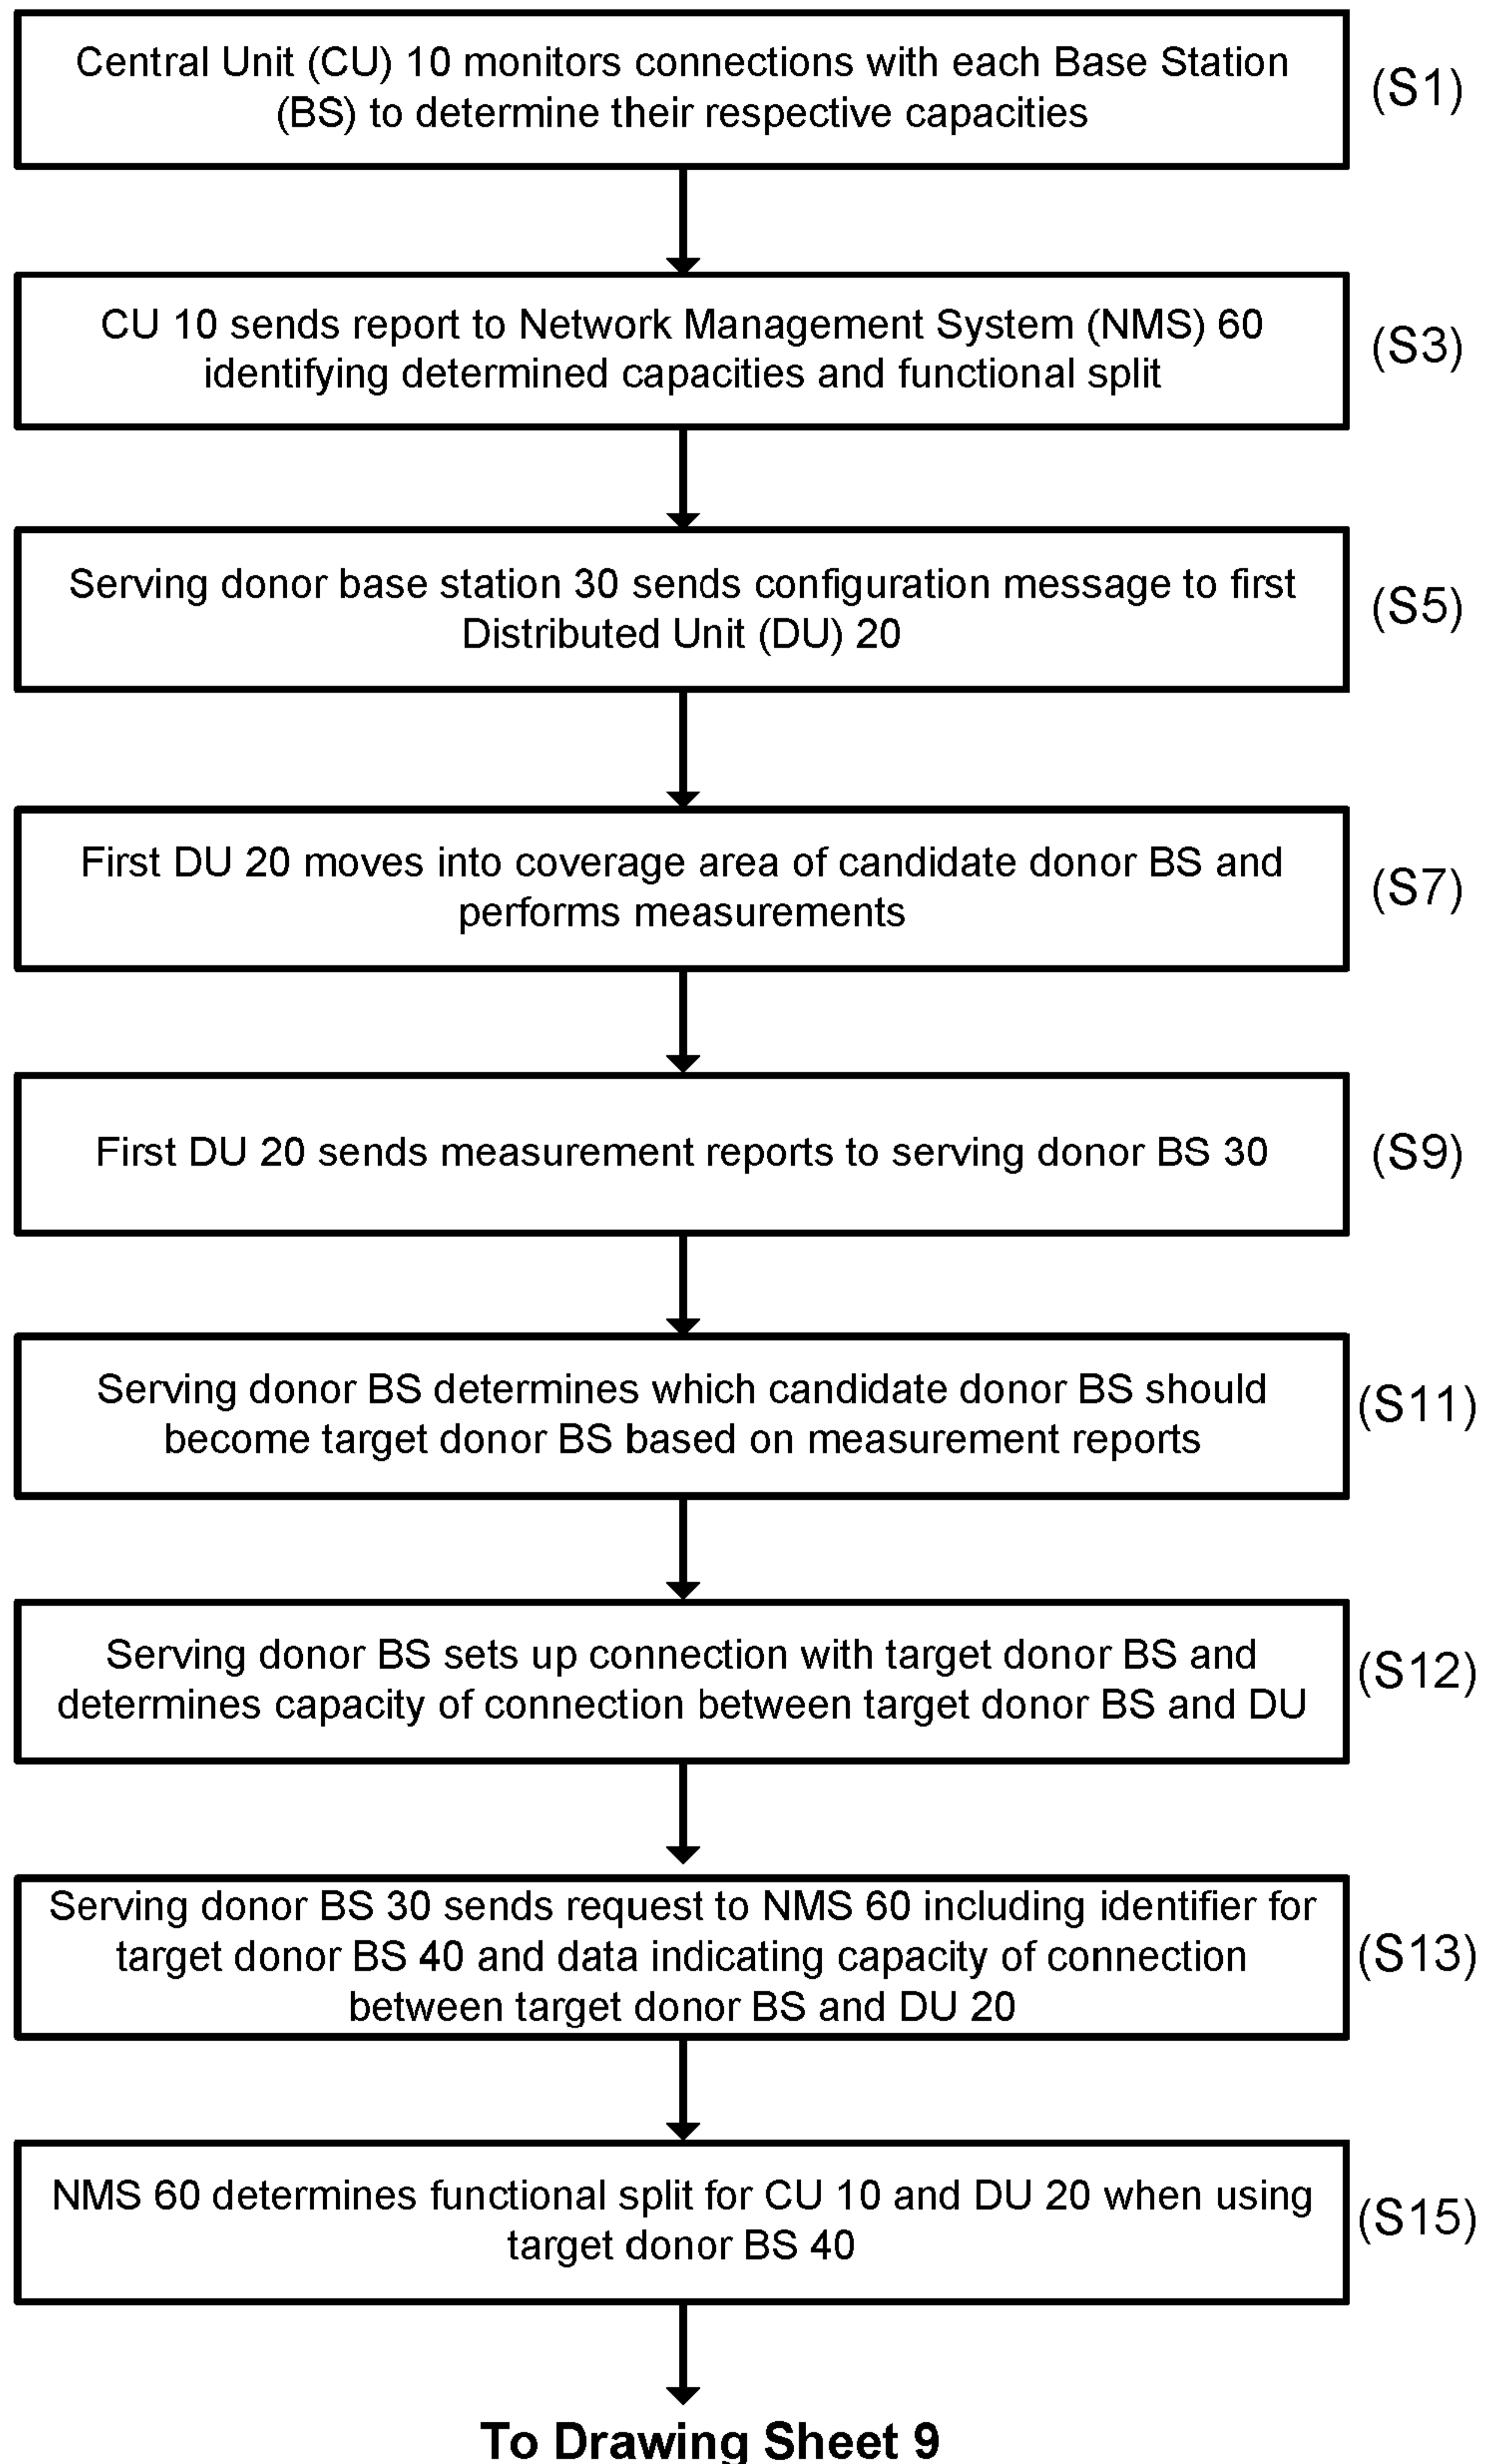 Central Unit (CU) 10 monitors connections with each Base Station
(BS) to determine their respective capacities
(S1)
CU 10 sends report to Network Management System (NMS) 60
identifying determined capacities and functional split
(S3)
Serving donor base station 30 sends configuration message to first
Distributed Unit (DU) 20
(S5)
First DU 20 moves into coverage area of candidate donor BS and
performs measurements
(S7)
First DU 20 sends measurement reports to serving donor BS 30
(S9)
Serving donor BS determines which candidate donor BS should
become target donor BS based on measurement reports
(S11)
Serving donor BS sets up connection with target donor BS and
determines capacity of connection between target donor BS and DU
(S12)
Serving donor BS 30 sends request to NMS 60 including identifier for
target donor BS 40 and data indicating capacity of connection
between target donor BS and DU 20
(S13)
NMS 60 determines functional split for CU 10 and DU 20 when using
target donor BS 40
(S15)
To Drawing Sheet 9